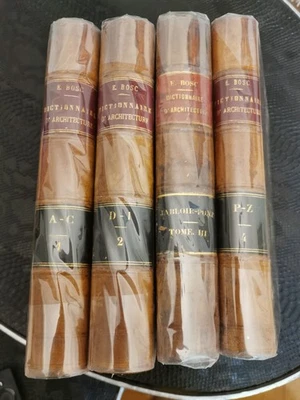 E. BOSC
DICTIONNAIRE
D'ARCHITECTURE
A-C
1
E. BOSC
DICTIONNAIRE
D'ARCHITECTURE
D-I
2
E. BOSC
DICTIONNAIRE
D'ARCHITECTURE
TOME. III
E. BOSC
DICTIONNAIRE
D'ARCHITECTURE
P-Z
4